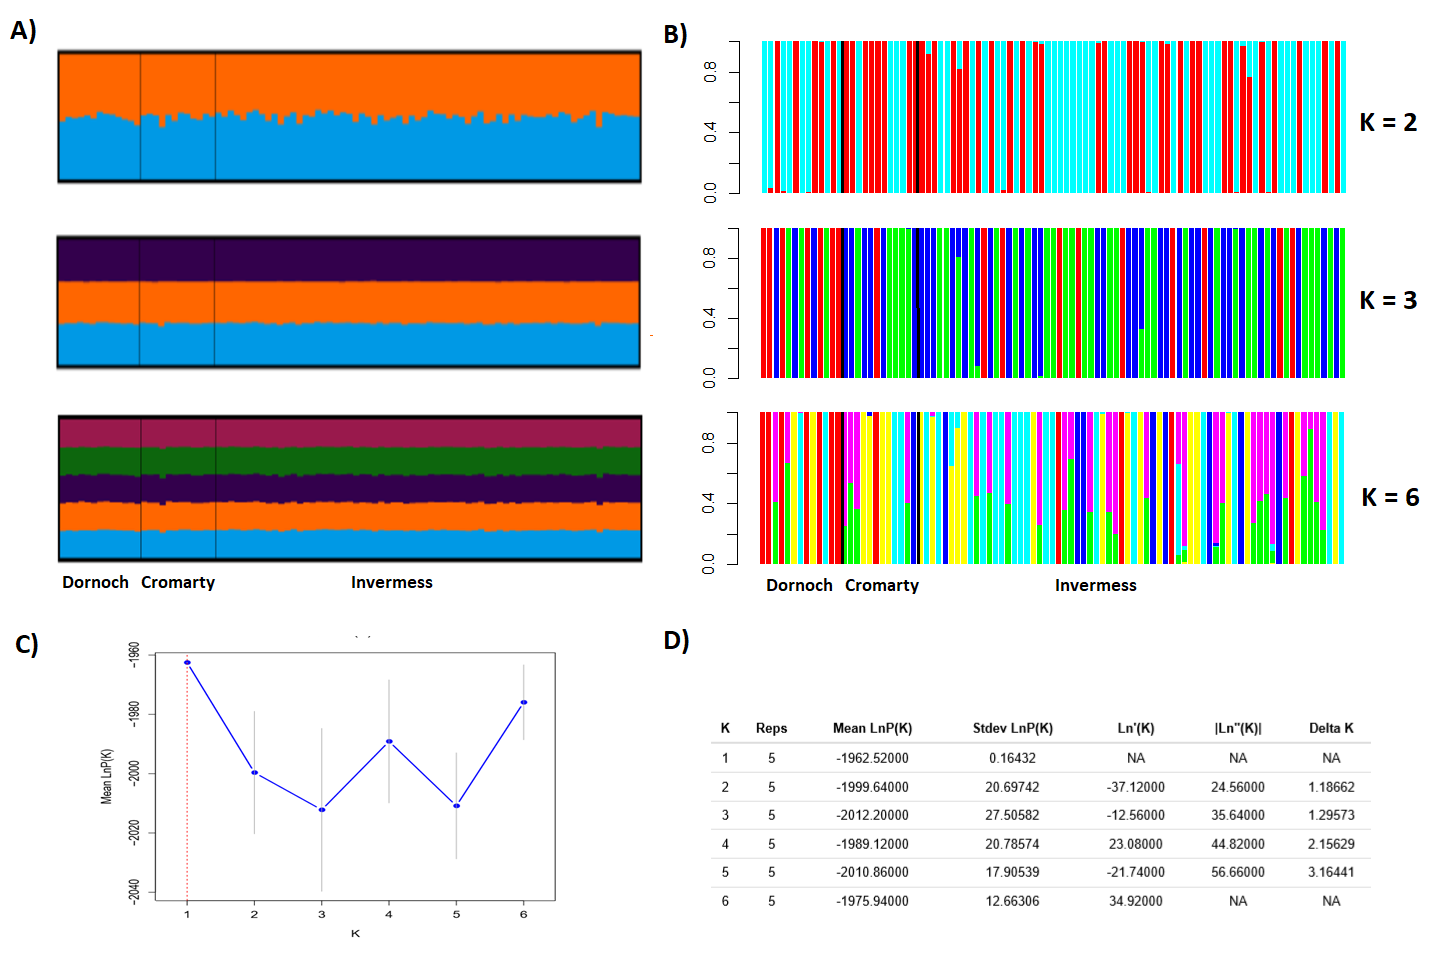 A)
B)
0.8
0.4
0.0
K = 2
0.8
0.4
0.0
K = 3
0.8
0.4
0.0
K = 6
Dornoch Cromarty Invermess
Dornoch Cromarty Invermess
C)
Mean LnP(K)
-1960
-1980
-2000
-2020
-2040
1 2 3 4 5 6
K
D)
K Reps Mean LnP(K) Stdev LnP(K) Ln'(K) |Ln''(K)| Delta K
1 5 -1962.52000 0.16432 NA NA NA
2 5 -1999.64000 20.69742 -37.12000 24.56000 1.18662
3 5 -2012.20000 27.50582 -12.56000 35.64000 1.29573
4 5 -1989.12000 20.78574 23.08000 44.82000 2.15629
5 5 -2010.86000 17.90539 -21.74000 56.66000 3.16441
6 5 -1975.94000 12.66306 34.92000 NA NA